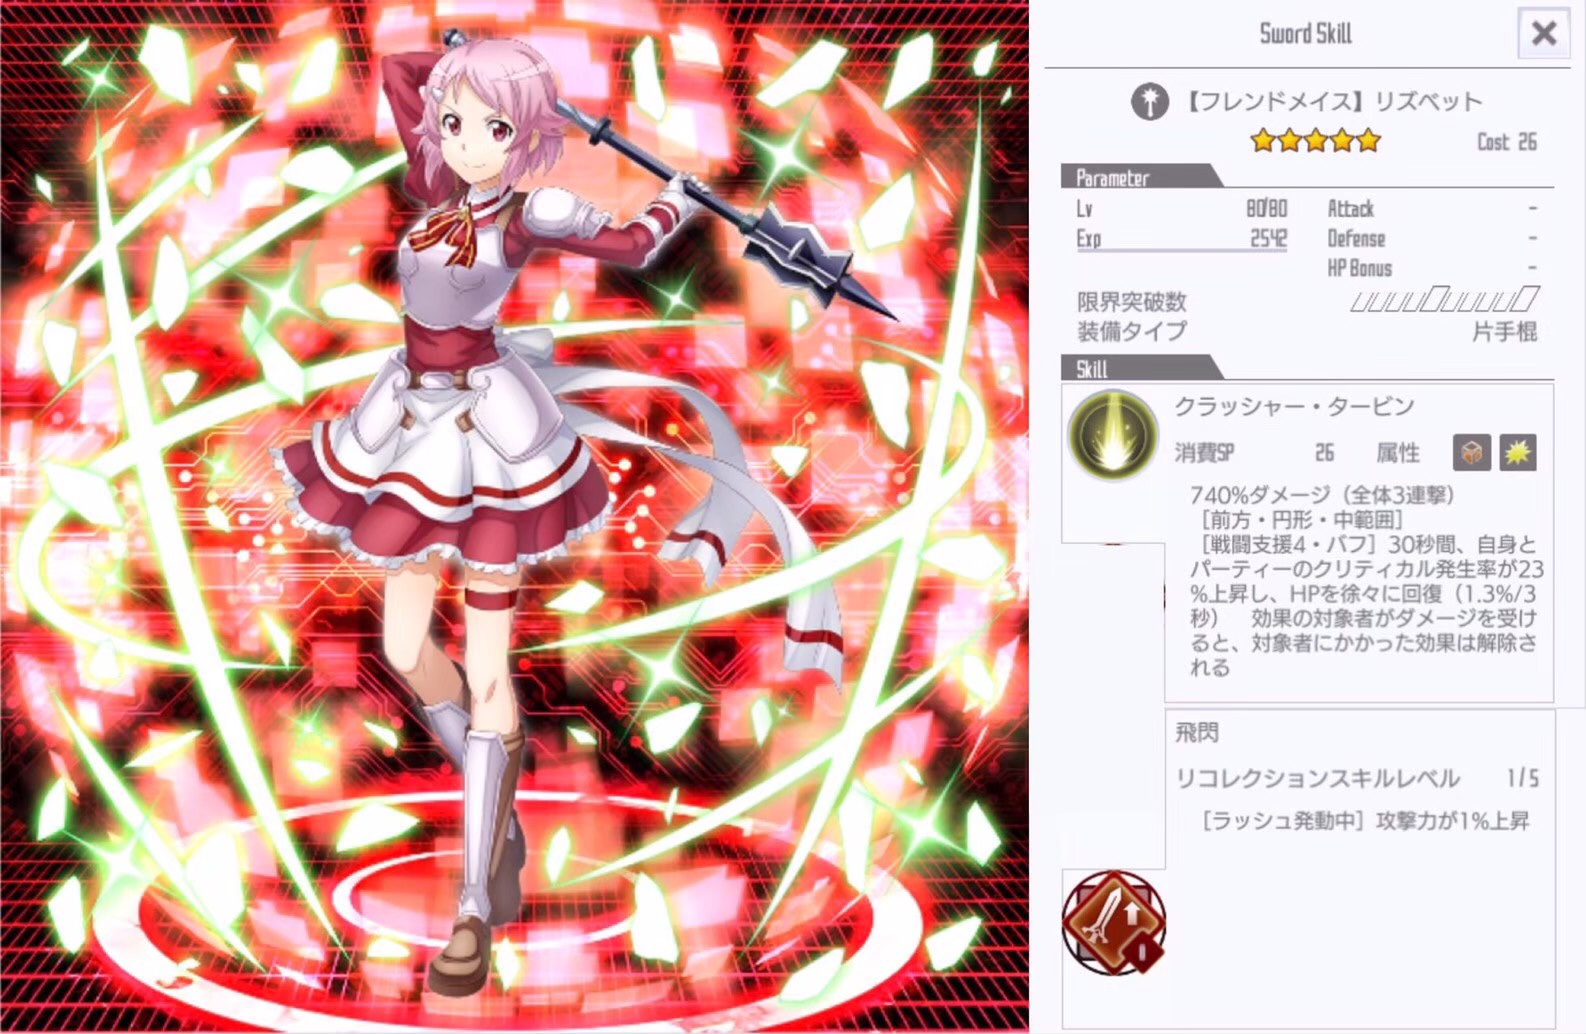 Sword Skill
【フレンドメイス】リズベット
Cost 26
Parameter
Lv 80/80 Attack -
Exp 2542 Defense -
HP Bonus -
限界突破数
装備タイプ 片手棍
Skill
クラッシャー・タービン
消費SP 26 属性
740%ダメージ（全体3連撃）
［前方・円形・中範囲］
［戦闘支援4・バフ］30秒間、自身と
パーティーのクリティカル発生率が23
%上昇し、HPを徐々に回復（1.3%/3
秒）　効果の対象者がダメージを受け
ると、対象者にかかった効果は解除さ
れる
飛閃
リコレクションスキルレベル 1/5
［ラッシュ発動中］攻撃力が1%上昇